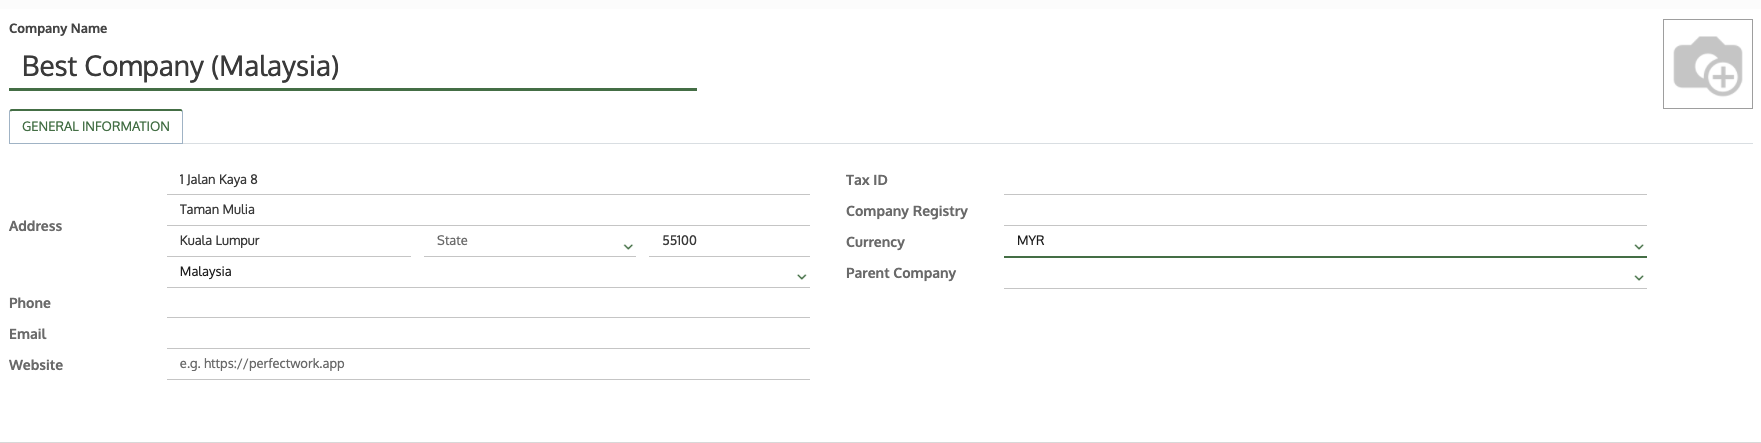 Company Name
Best Company (Malaysia)
GENERAL INFORMATION
Address
1 Jalan Kaya 8
Taman Mulia
Kuala Lumpur State 55100
Malaysia
Phone
Email
Website e.g. https://perfectwork.app
Tax ID
Company Registry
Currency MYR
Parent Company